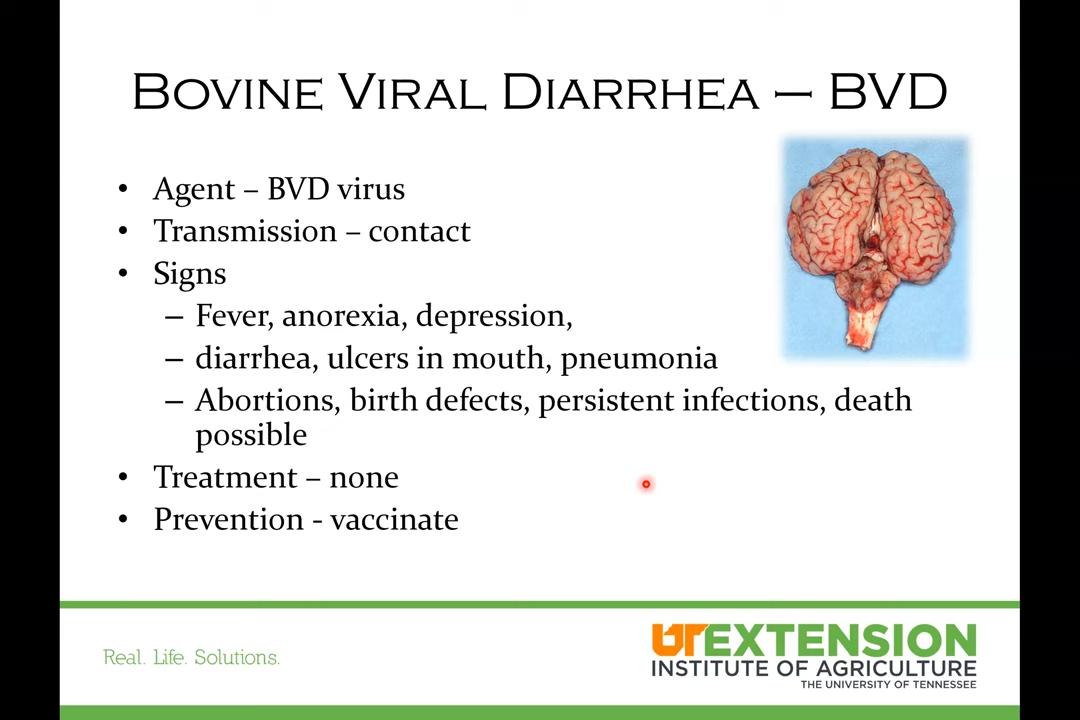 BOVINE VIRAL DIARRHEA – BVD
• Agent – BVD virus
• Transmission – contact
• Signs
– Fever, anorexia, depression,
– diarrhea, ulcers in mouth, pneumonia
– Abortions, birth defects, persistent infections, death
possible
• Treatment – none
• Prevention - vaccinate
Real. Life. Solutions.
UT EXTENSION
INSTITUTE OF AGRICULTURE
THE UNIVERSITY OF TENNESSEE